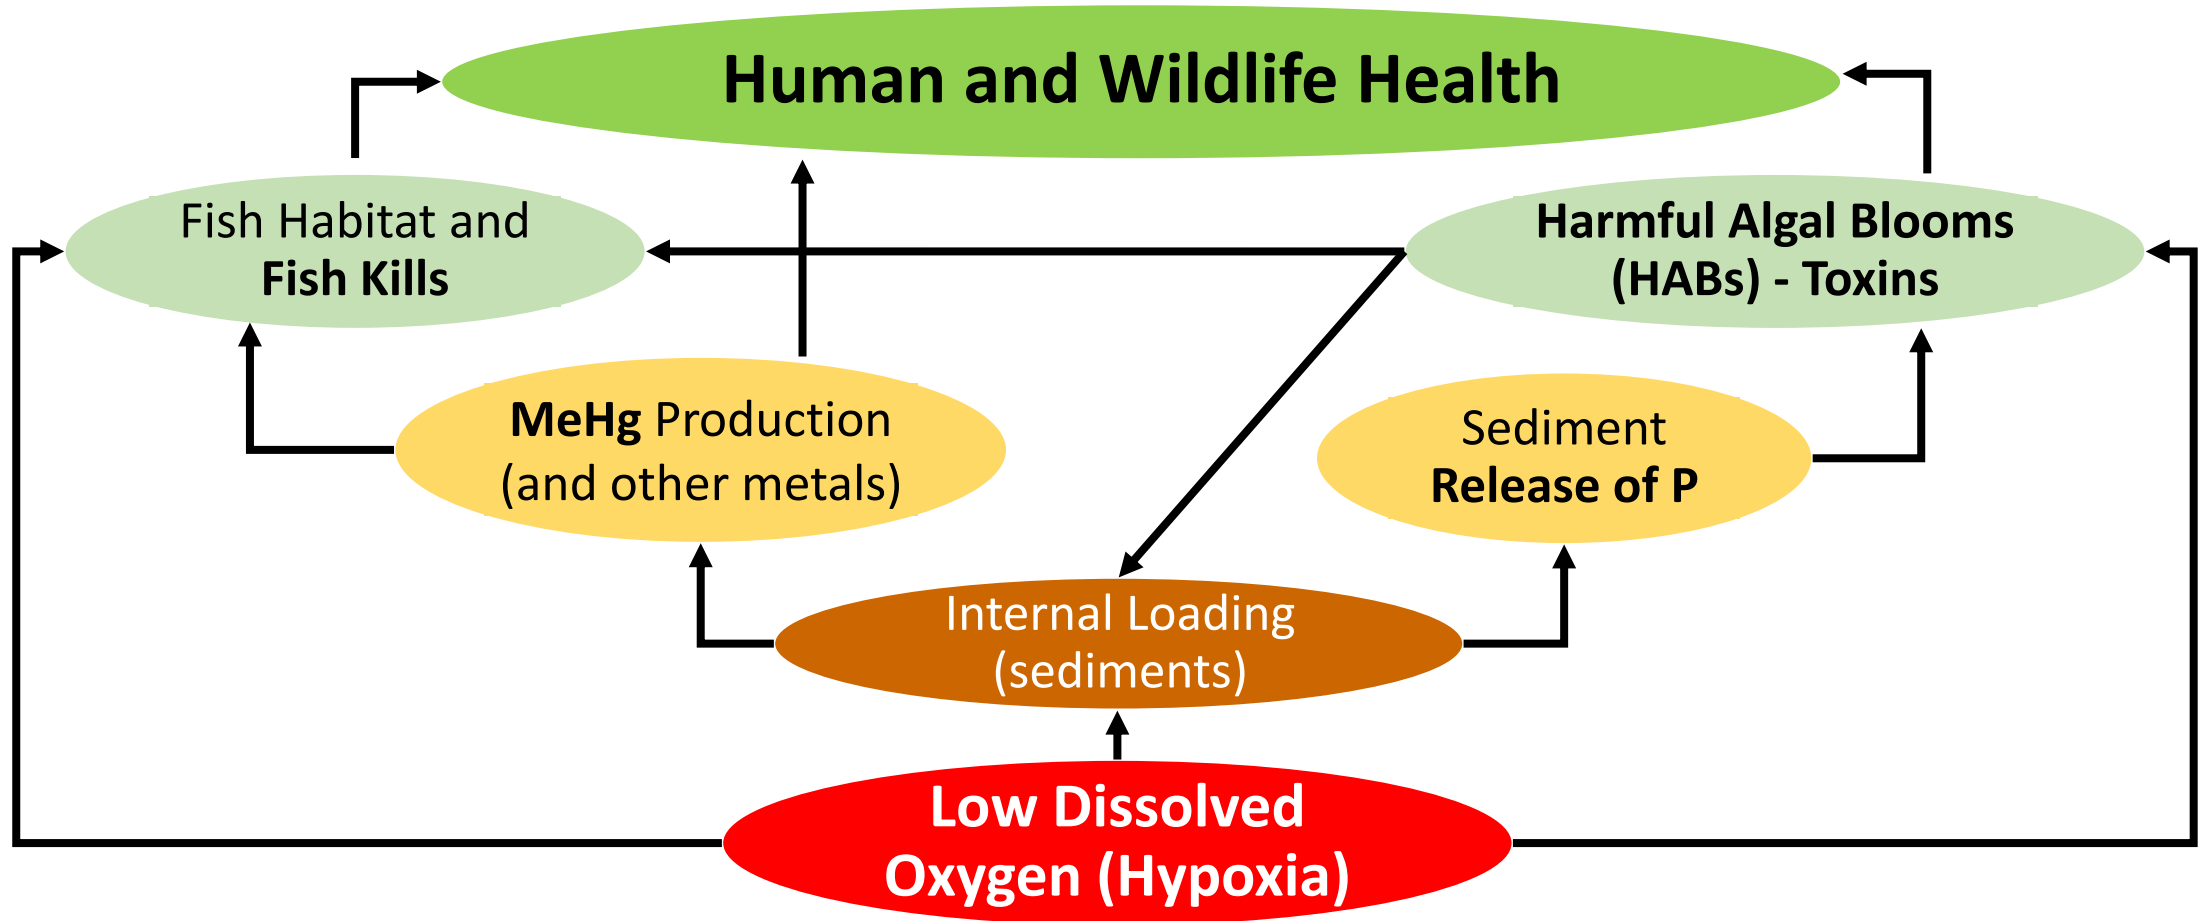 Human and Wildlife Health
Fish Habitat and
Fish Kills
Harmful Algal Blooms
(HABs) - Toxins
MeHg Production
(and other metals)
Sediment
Release of P
Internal Loading
(sediments)
Low Dissolved
Oxygen (Hypoxia)